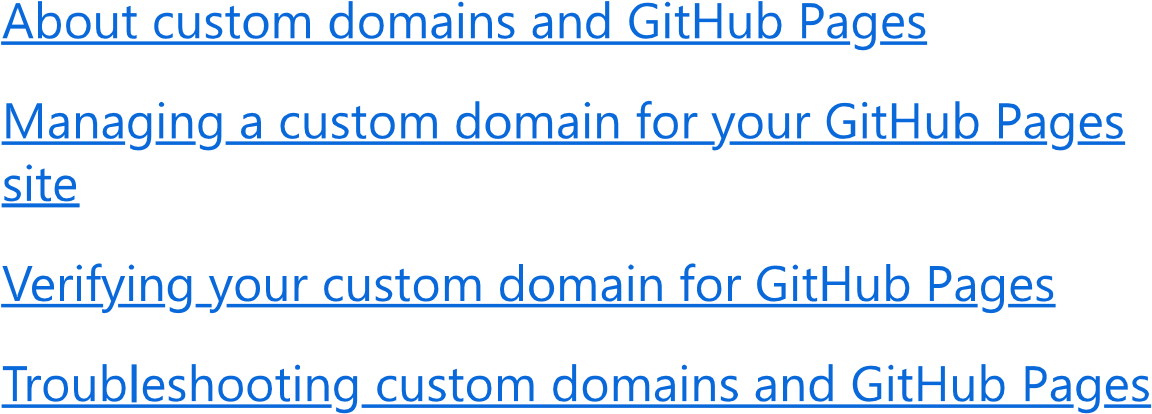 About custom domains and GitHub Pages
Managing a custom domain for your GitHub Pages
site
Verifying your custom domain for GitHub Pages
Troubleshooting custom domains and GitHub Pages